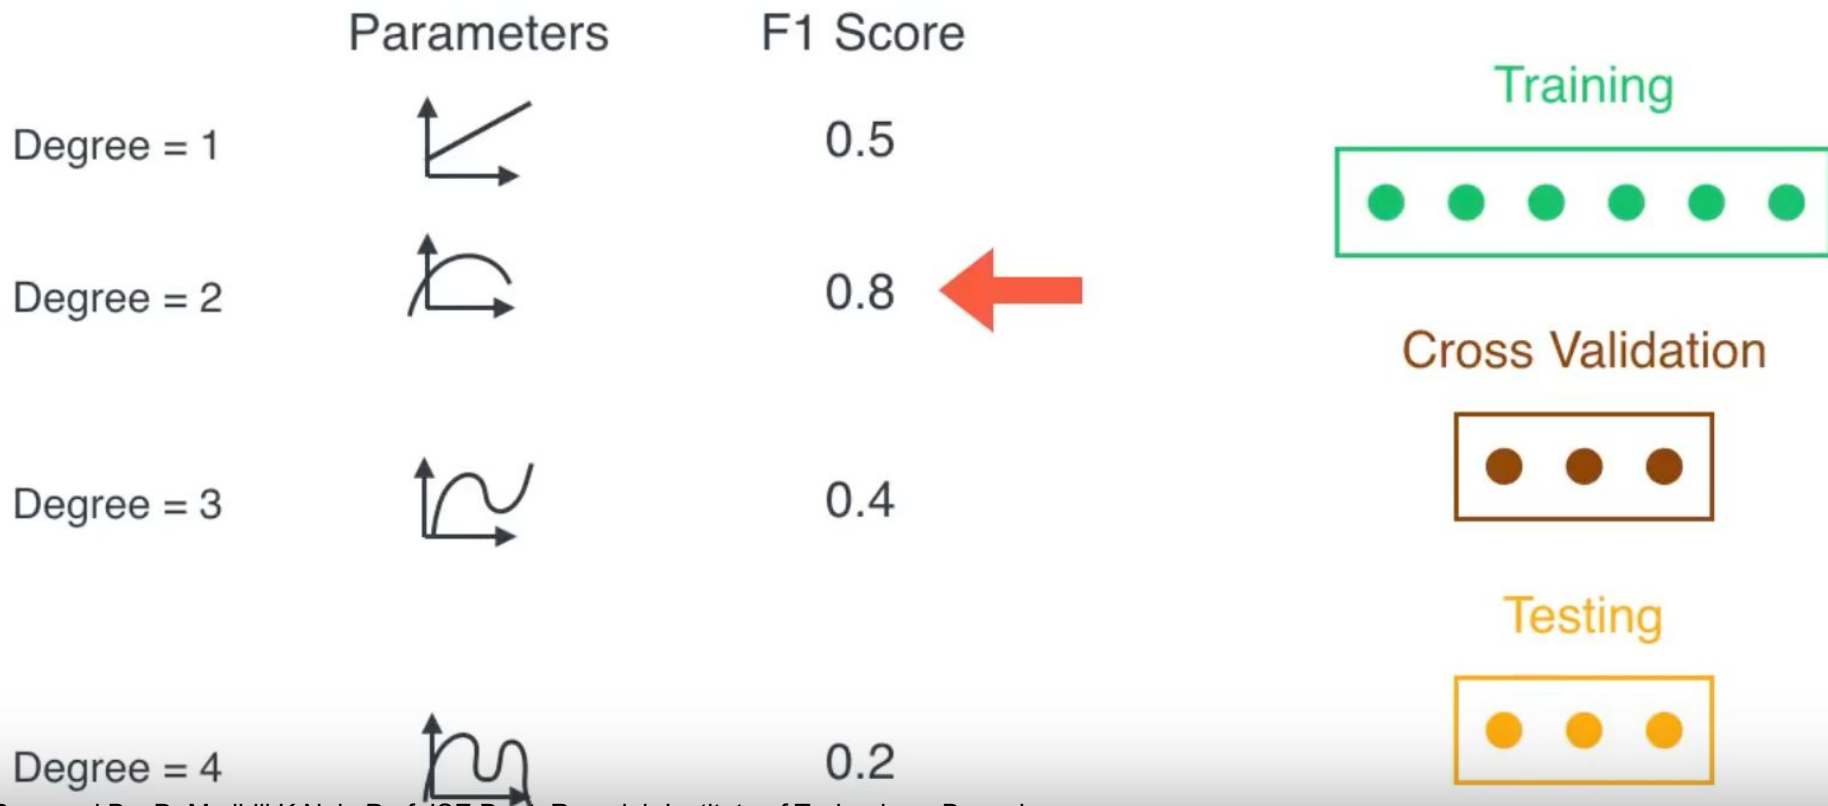 Parameters
F1 Score
Degree = 1
0.5
Degree = 2
0.8
Degree = 3
0.4
Degree = 4
0.2
Training
Cross Validation
Testing